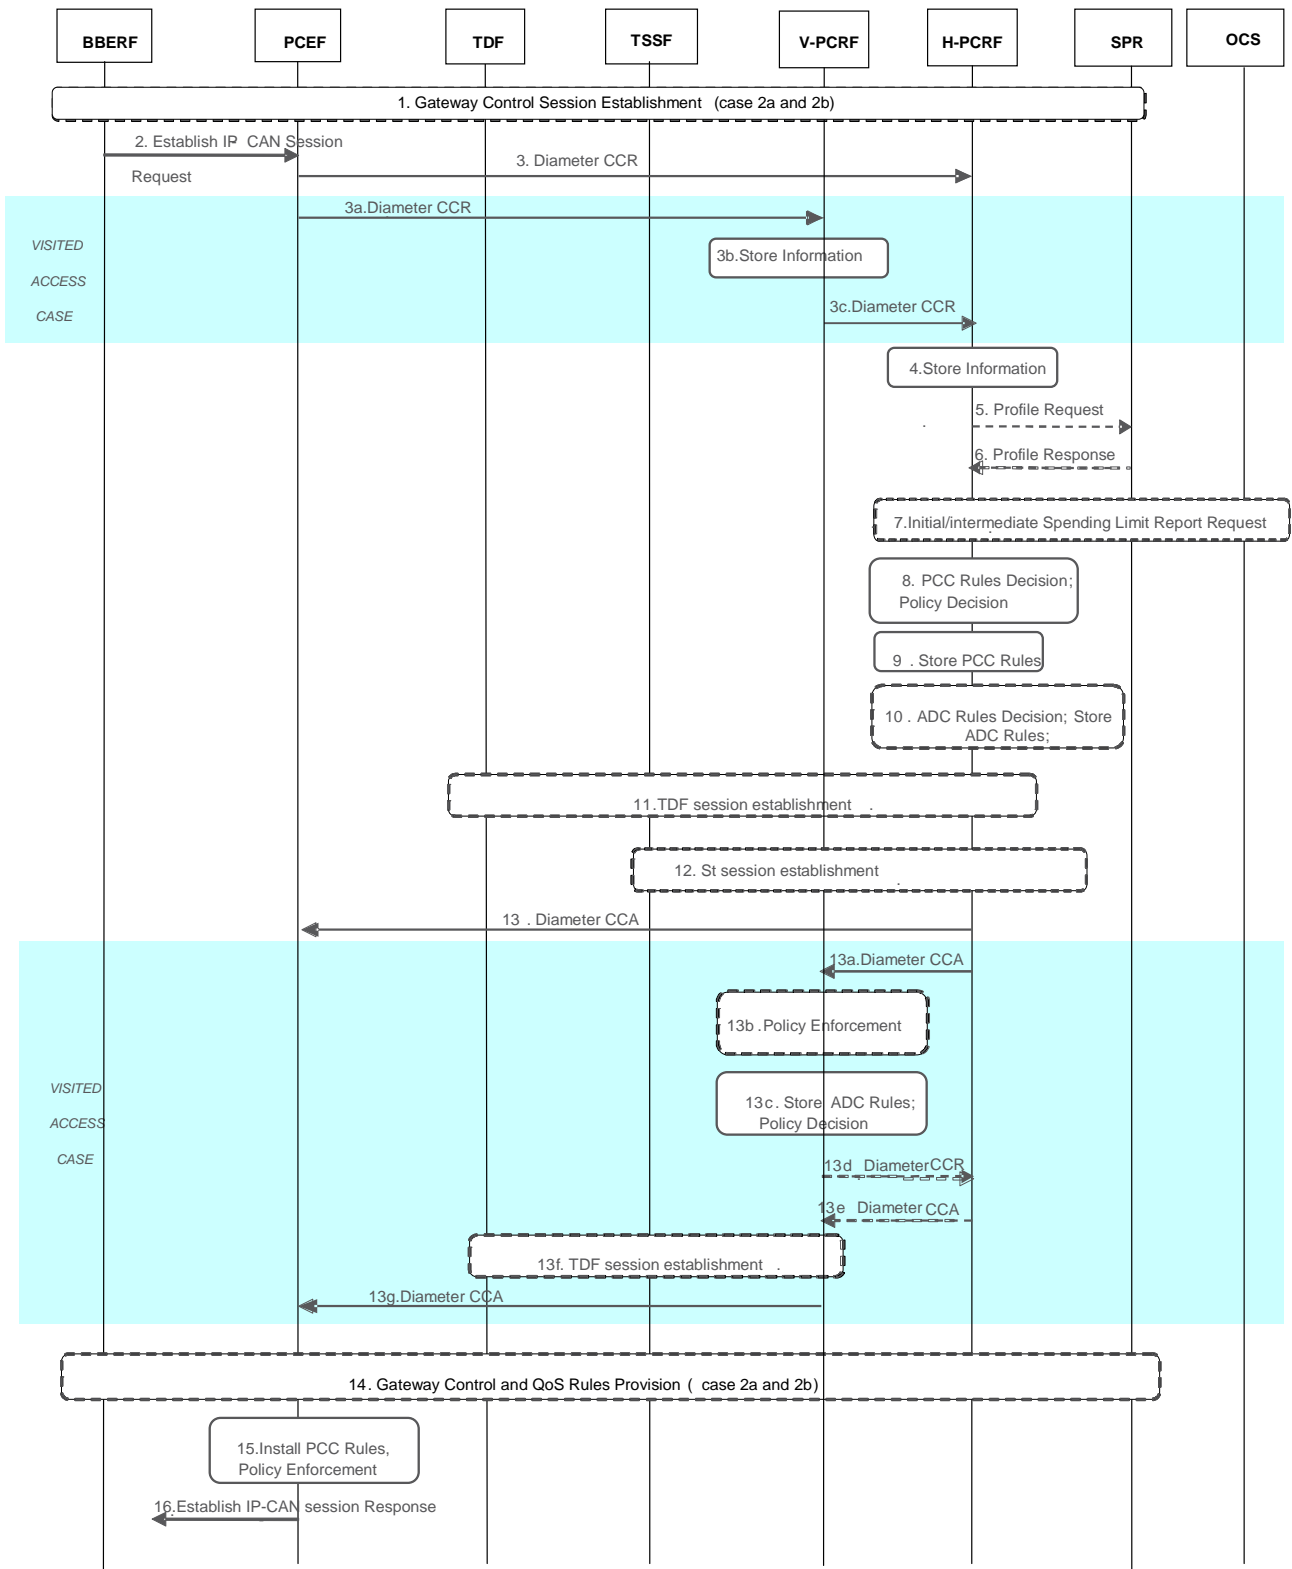 BBERF
PCEF
TDF
TSSF
V-PCRF
H-PCRF
SPR
OCS
1. Gateway Control Session Establishment (case 2a and 2b)
2. Establish IP- CAN Session
Request
3. Diameter CCR
3a.Diameter CCR
VISITED
ACCESS
CASE
3b.Store Information
3c.Diameter CCR
4.Store Information
5. Profile Request
6. Profile Response
7.Initial/intermediate Spending Limit Report Request
8. PCC Rules Decision;
Policy Decision
9 . Store PCC Rules
10 . ADC Rules Decision; Store
ADC Rules;
11.TDF session establishment .
12. St session establishment
13 . Diameter CCA
13a.Diameter CCA
13b .Policy Enforcement
VISITED
ACCESS
CASE
13c . Store ADC Rules;
Policy Decision
13d Diameter CCR
13e Diameter CCA
13f. TDF session establishment .
13g.Diameter CCA
14. Gateway Control and QoS Rules Provision ( case 2a and 2b)
15.Install PCC Rules,
Policy Enforcement
16.Establish IP-CAN session Response